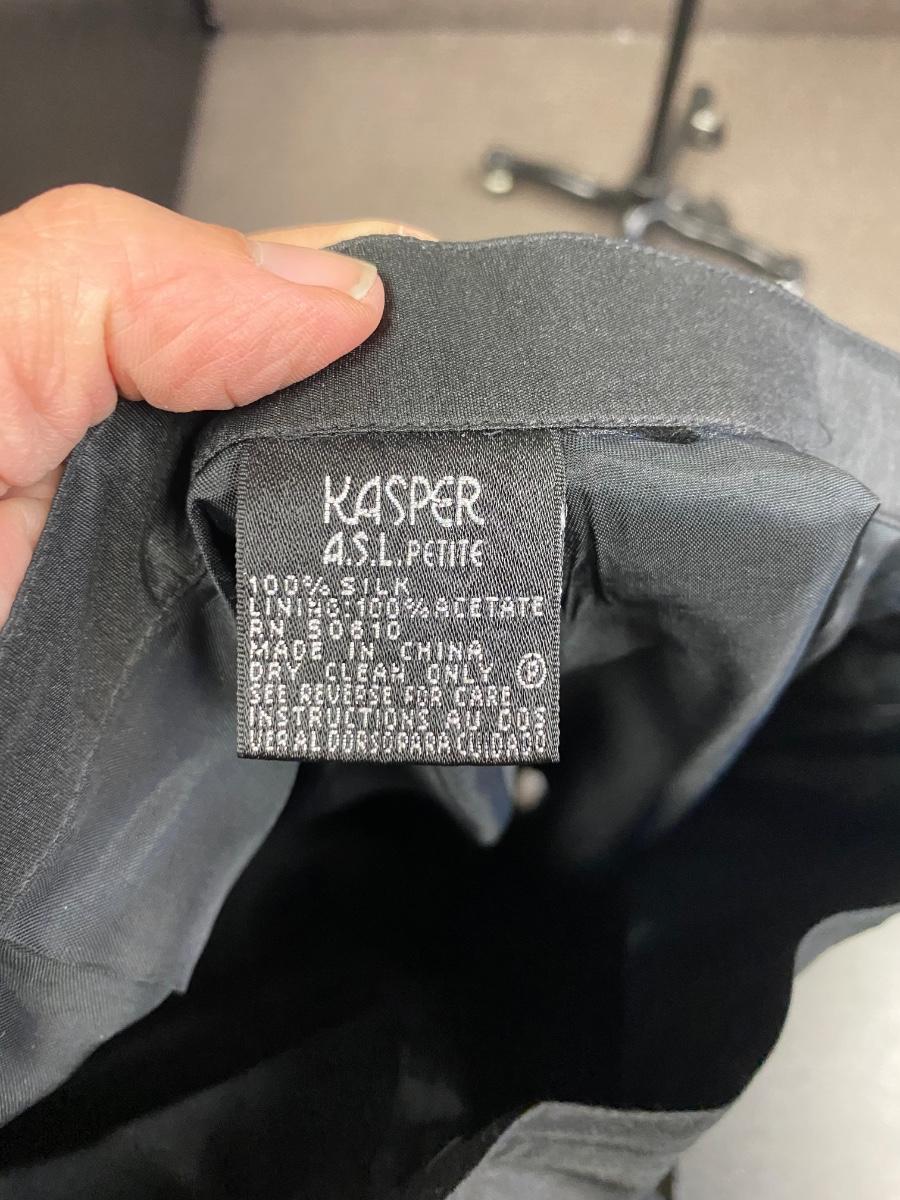 KASPER
A.S.L. PETITE
100% SILK
LINING:100% ACETATE
RN 50610
MADE IN CHINA
DRY CLEAN ONLY Ⓟ
SEE REVERSE FOR CARE
INSTRUCTIONS AU DOS
VER AL DORSO PARA CUIDADO